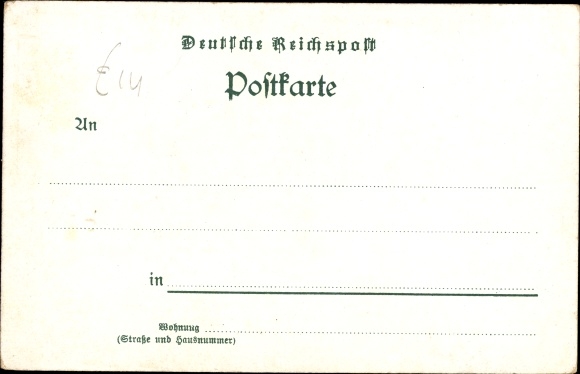 Deutſche Reichspoſt
Poſtkarte
An
in
Wohnung
(Straße und Hausnummer)